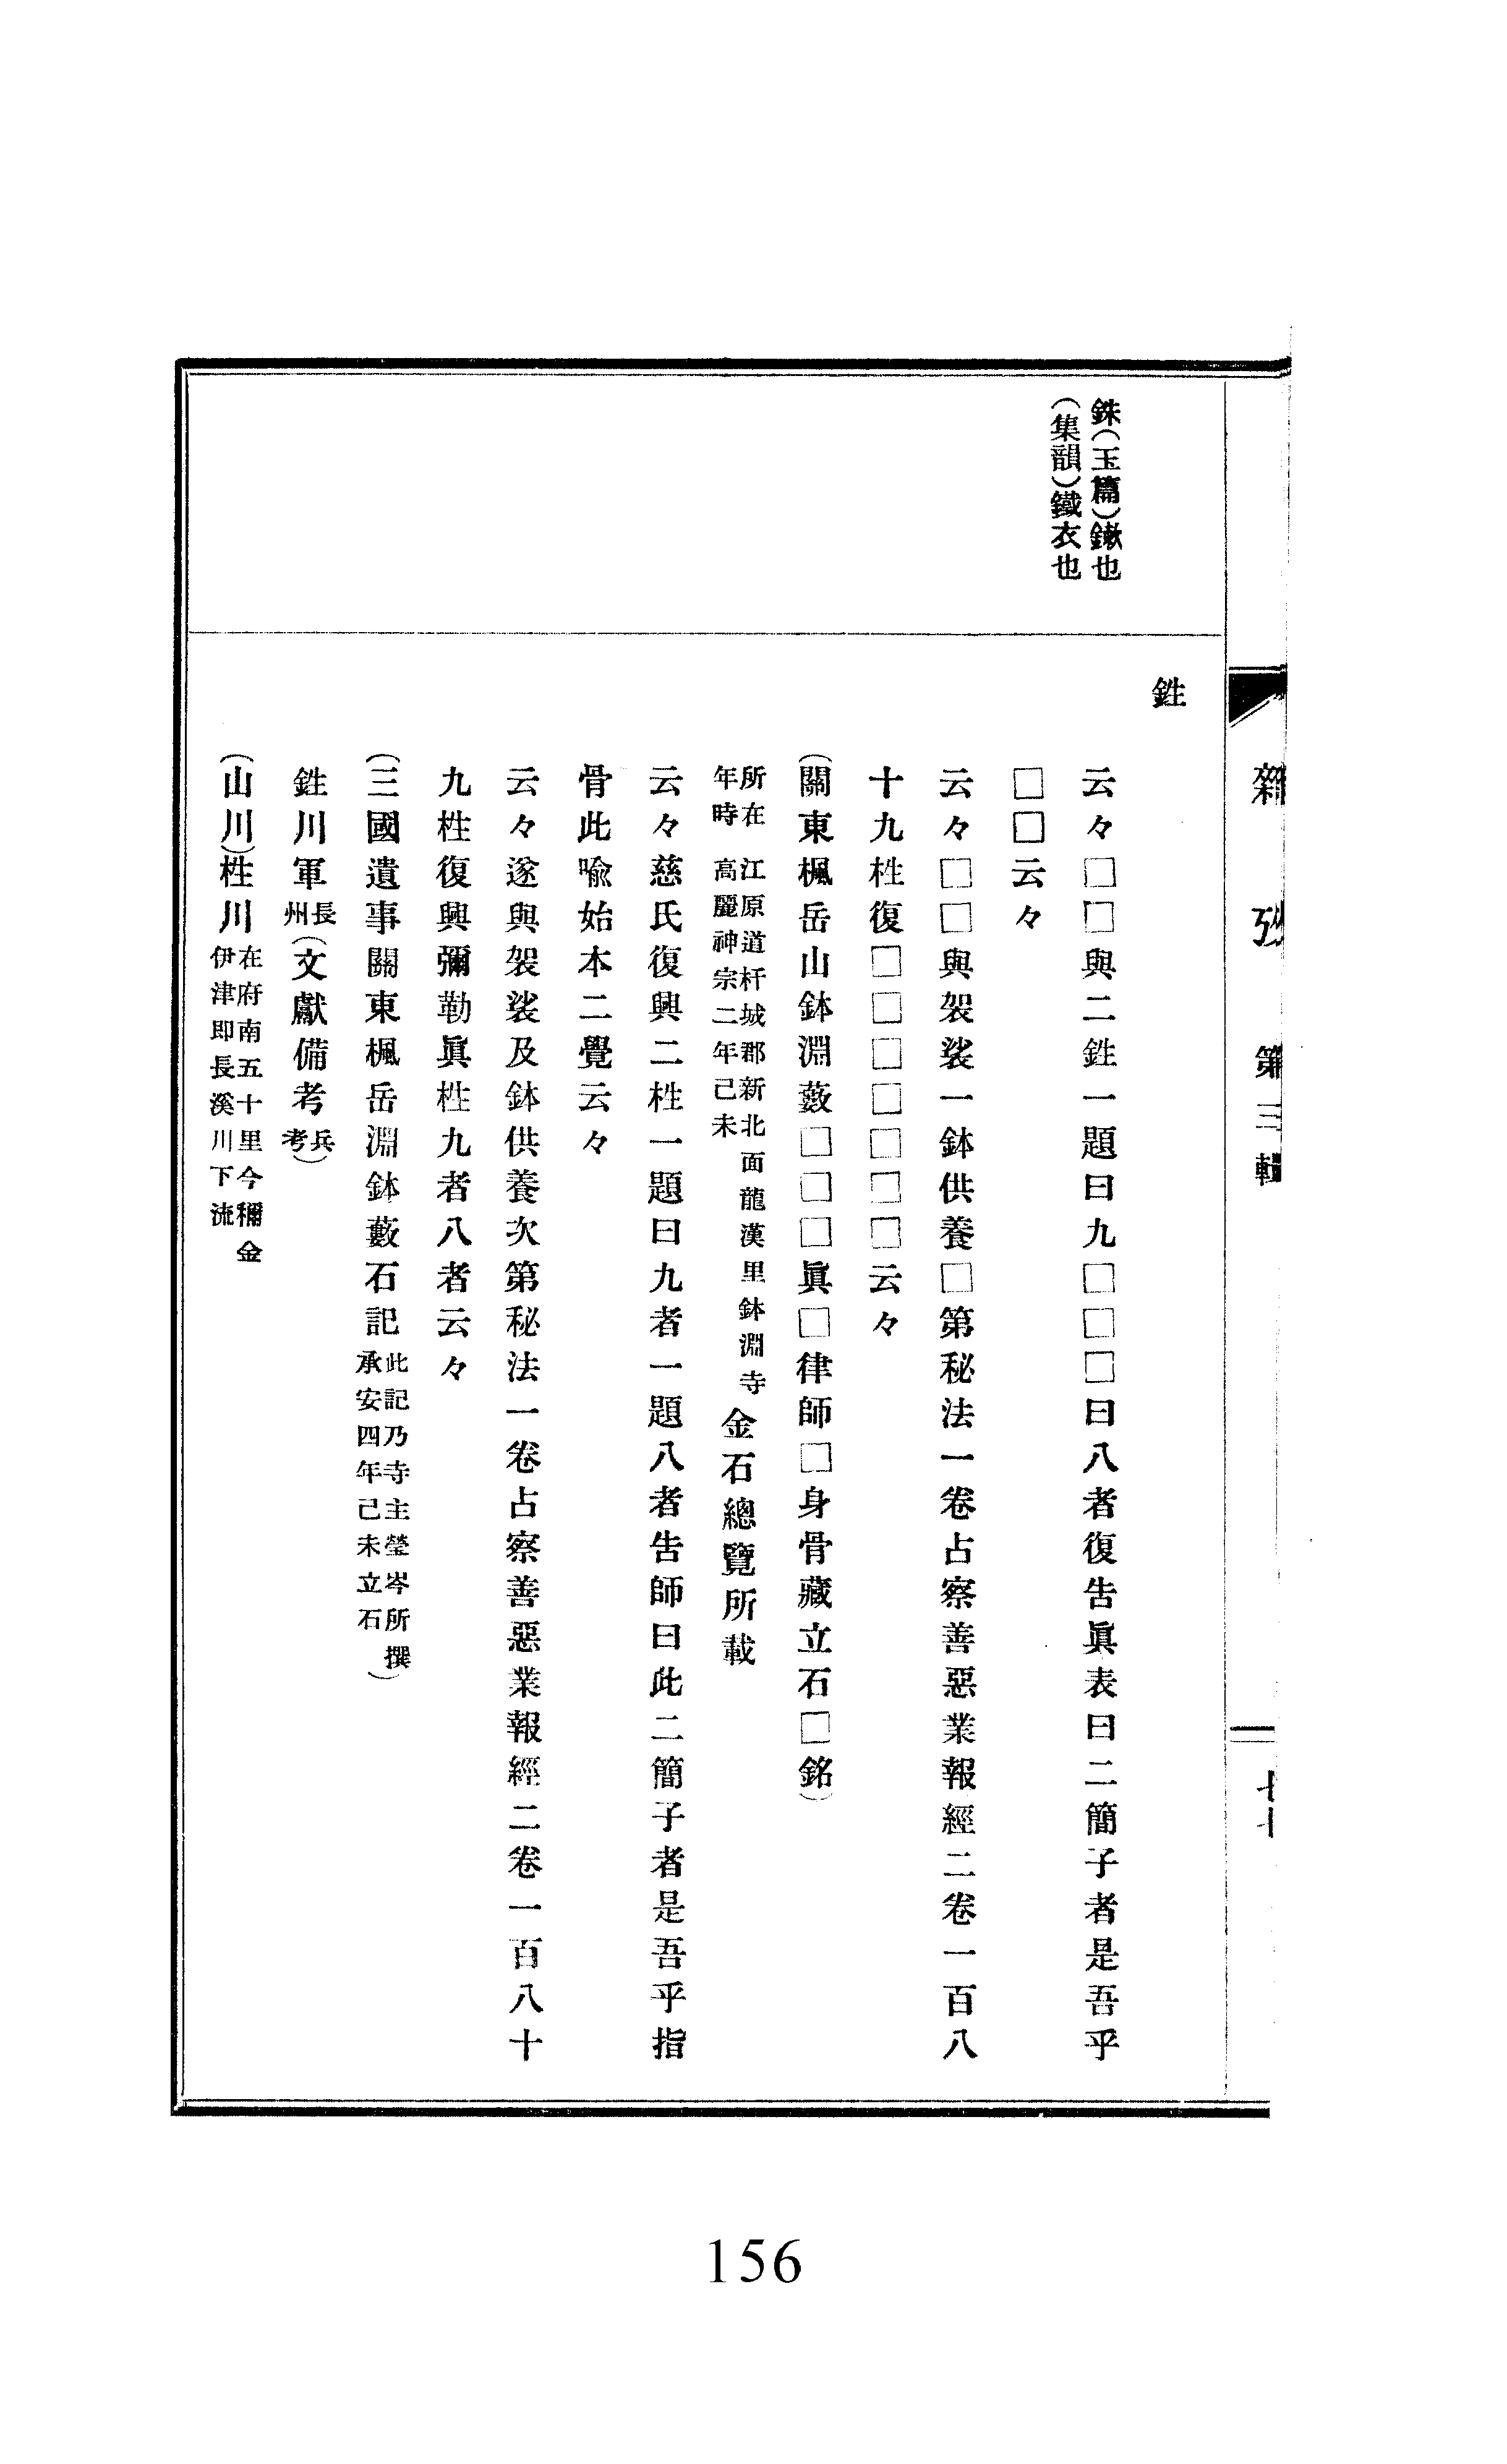 雜攷 第三輯 七七
鉎(玉篇)鏉也
(集韻)鐵衣也
鉎
云々□□與二鉎一題曰九□□□曰八者復告眞表曰二簡子者是吾乎
□□云々
云々□□與袈裟一鉢供養□第秘法一卷占察善惡業報經二卷一百八
十九栍復□□□□□□□云々
(關東楓岳山鉢淵藪□□□眞□律師□身骨藏立石□銘)
所在 江原道杆城郡新北面龍漢里鉢淵寺
年時 高麗神宗二年己未
金石總覽所載
云々慈氏復興二栍一題曰九者一題八者告師曰此二簡子者是吾乎指
骨此喩始本二覺云々
云々遂與袈裟及鉢供養次第秘法一卷占察善惡業報經二卷一百八十
九栍復興彌勒眞栍九者八者云々
(三國遺事關東楓岳淵鉢藪石記
此記乃寺主瑩岑所撰
承安四年己未立石)
鉎川軍長州(文獻備考兵考)
(山川)栍川
在府南五十里今稱金
伊津即長溪川下流
156